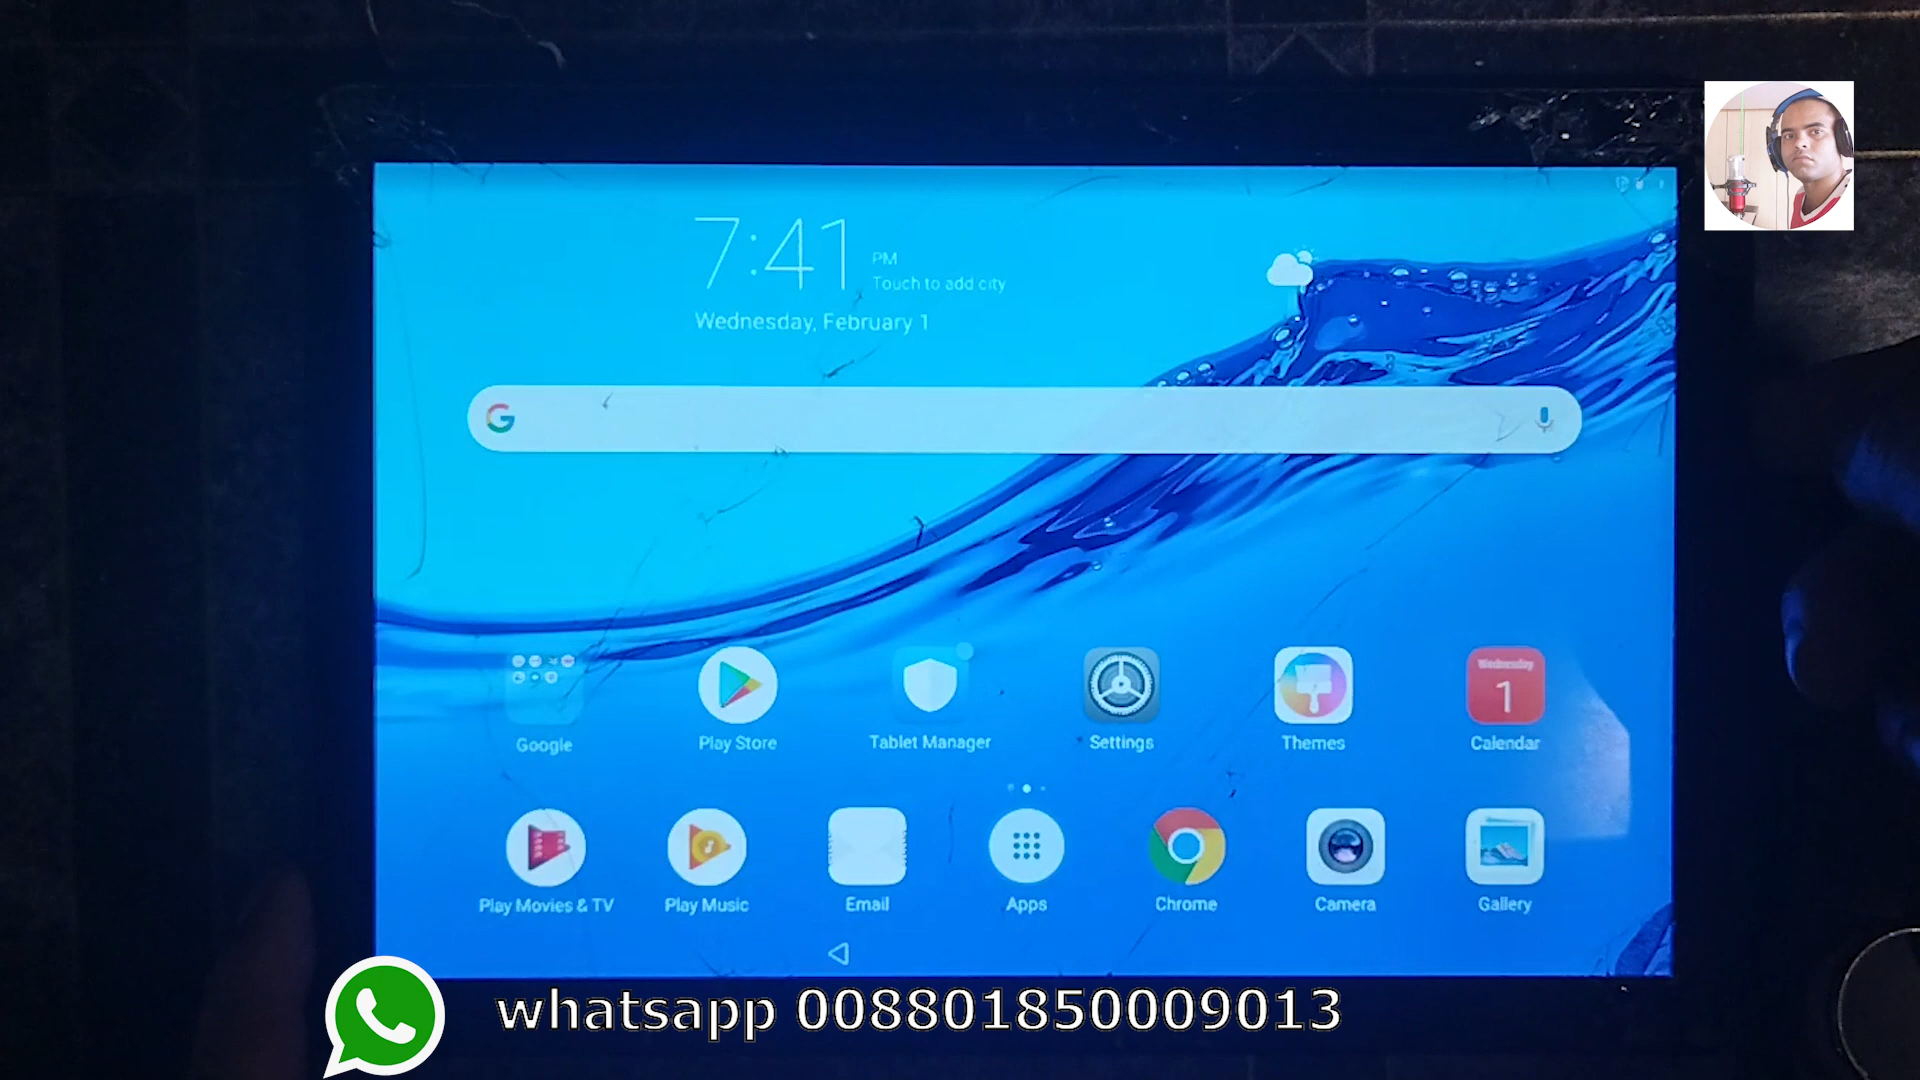 7:41
PM
Touch to add city
Wednesday, February 1
G
Google
Play Store
Tablet Manager
Settings
Themes
Wednesday
1
Calendar
Play Movies & TV
Play Music
Email
Apps
Chrome
Camera
Gallery
whatsapp 008801850009013